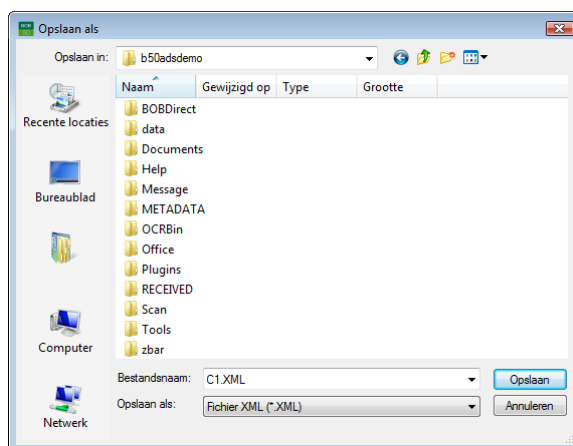 BOB
50
Opslaan als
Opslaan in:
b50adsdemo
Naam
Gewijzigd op
Type
Grootte
Recente locaties
Bureaublad
Computer
Netwerk
BOBDirect
data
Documents
Help
Message
METADATA
OCRBin
Office
Plugins
RECEIVED
Scan
Tools
zbar
Bestandsnaam:
C1.XML
Opslaan
Opslaan als:
Fichier XML (*.XML)
Annuleren